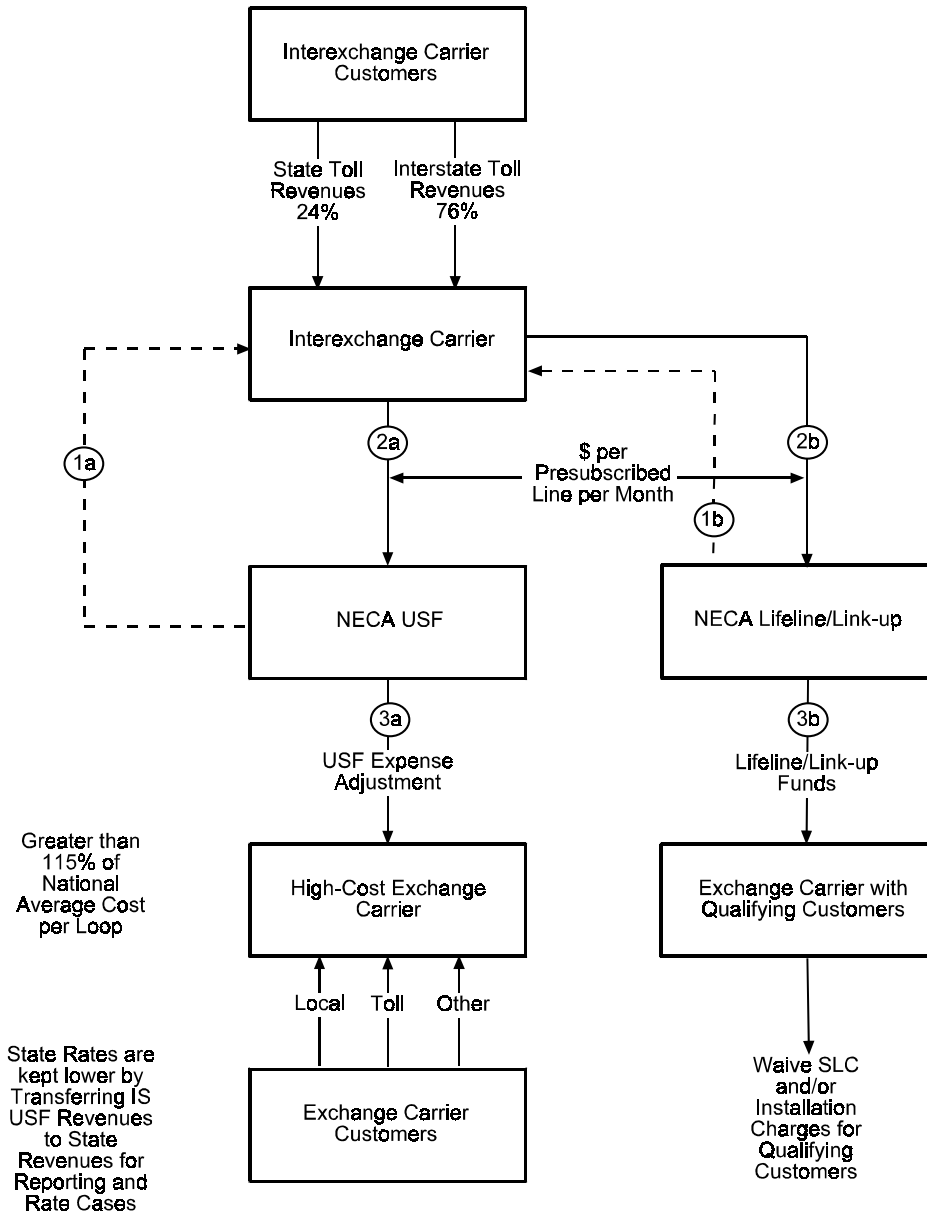 Interexchange Carrier
Customers
State Toll
Revenues
24%
Interstate Toll
Revenues
76%
Interexchange Carrier
1a
2a
2b
$ per
Presubscribed
Line per Month
1b
NECA USF
NECA Lifeline/Link-up
3a
3b
USF Expense
Adjustment
Lifeline/Link-up
Funds
Greater than
115% of
National
Average Cost
per Loop
High-Cost Exchange
Carrier
Exchange Carrier with
Qualifying Customers
Local
Toll
Other
State Rates are
kept lower by
Transferring IS
USF Revenues
to State
Revenues for
Reporting and
Rate Cases
Exchange Carrier
Customers
Waive SLC
and/or
Installation
Charges for
Qualifying
Customers